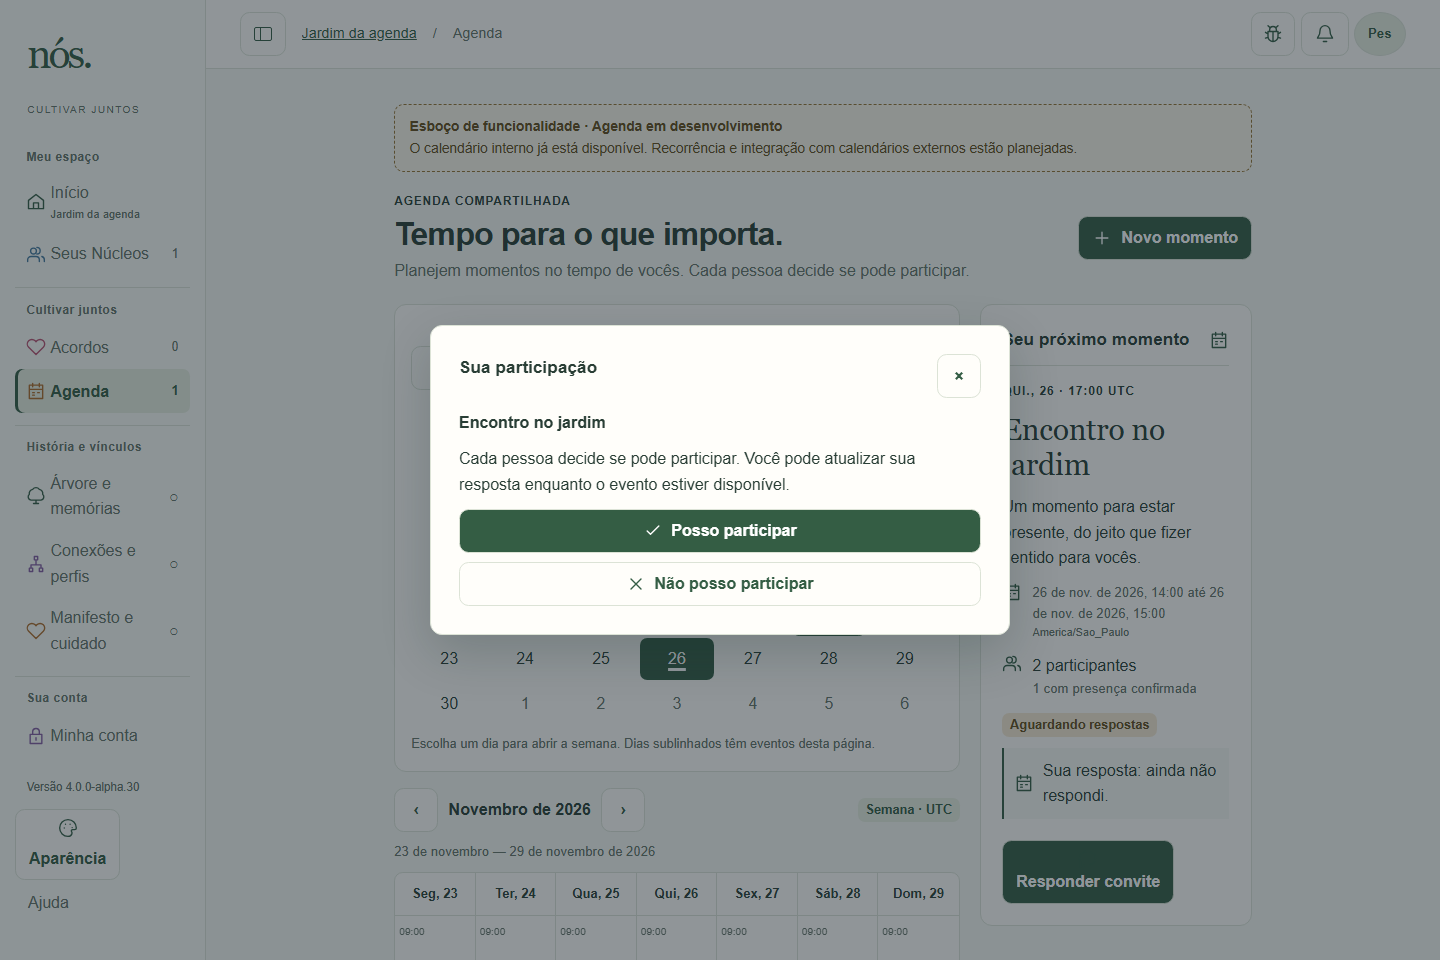 nós.
CULTIVAR JUNTOS
Meu espaço
Início
Jardim da agenda
Seus Núcleos 1
Cultivar juntos
Acordos 0
Agenda 1
História e vínculos
Árvore e
memórias
Conexões e
perfis
Manifesto e
cuidado
Sua conta
Minha conta
Versão 4.0.0-alpha.30
Aparência
Ajuda
Jardim da agenda / Agenda
Pes
Esboço de funcionalidade · Agenda em desenvolvimento
O calendário interno já está disponível. Recorrência e integração com calendários externos estão planejadas.
AGENDA COMPARTILHADA
Tempo para o que importa.
Planejem momentos no tempo de vocês. Cada pessoa decide se pode participar.
Novo momento
Sua participação
×
Encontro no jardim
Cada pessoa decide se pode participar. Você pode atualizar sua
resposta enquanto o evento estiver disponível.
Posso participar
Não posso participar
23 24 25 26 27 28 29
30 1 2 3 4 5 6
Escolha um dia para abrir a semana. Dias sublinhados têm eventos desta página.
‹ Novembro de 2026 ›
Semana · UTC
23 de novembro — 29 de novembro de 2026
Seg, 23 Ter, 24 Qua, 25 Qui, 26 Sex, 27 Sáb, 28 Dom, 29
09:00 09:00 09:00 09:00 09:00 09:00 09:00
Seu próximo momento
QUI., 26 · 17:00 UTC
Encontro no
jardim
Um momento para estar
presente, do jeito que fizer
sentido para vocês.
26 de nov. de 2026, 14:00 até 26
de nov. de 2026, 15:00
America/Sao_Paulo
2 participantes
1 com presença confirmada
Aguardando respostas
Sua resposta: ainda não
respondi.
Responder convite